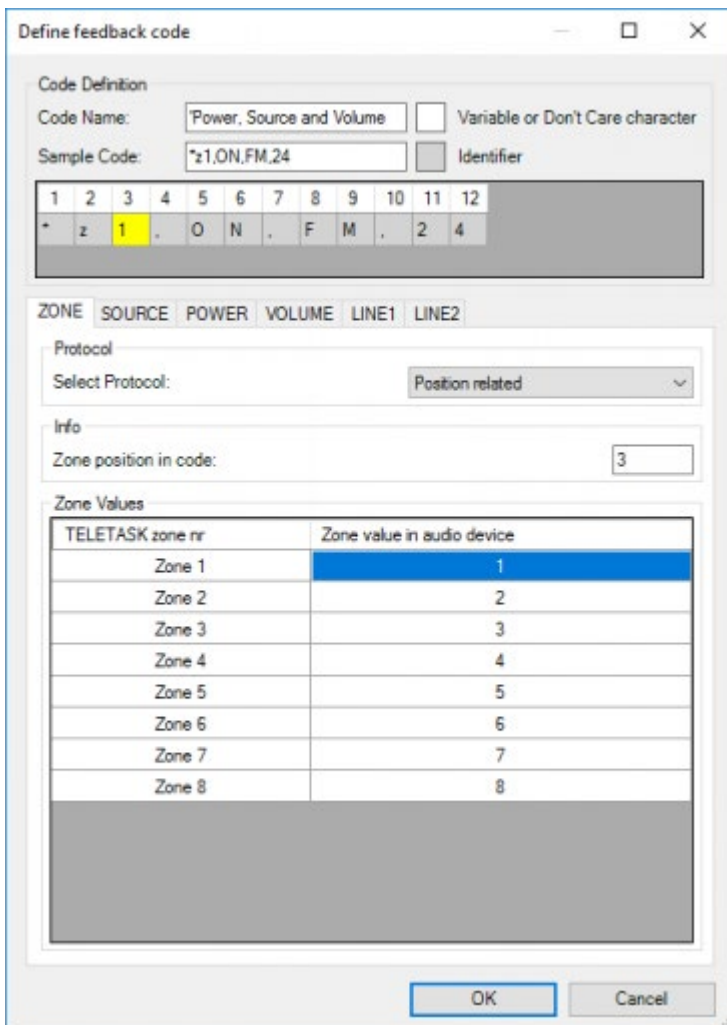 Define feedback code
Code Definition
Code Name: 'Power, Source and Volume Variable or Don't Care character
Sample Code: *z1,ON,FM,24 Identifier
1 2 3 4 5 6 7 8 9 10 11 12
* z 1 , O N , F M , 2 4
ZONE SOURCE POWER VOLUME LINE1 LINE2
Protocol
Select Protocol: Position related
Info
Zone position in code: 3
Zone Values
TELETASK zone nr Zone value in audio device
Zone 1 1
Zone 2 2
Zone 3 3
Zone 4 4
Zone 5 5
Zone 6 6
Zone 7 7
Zone 8 8
OK Cancel